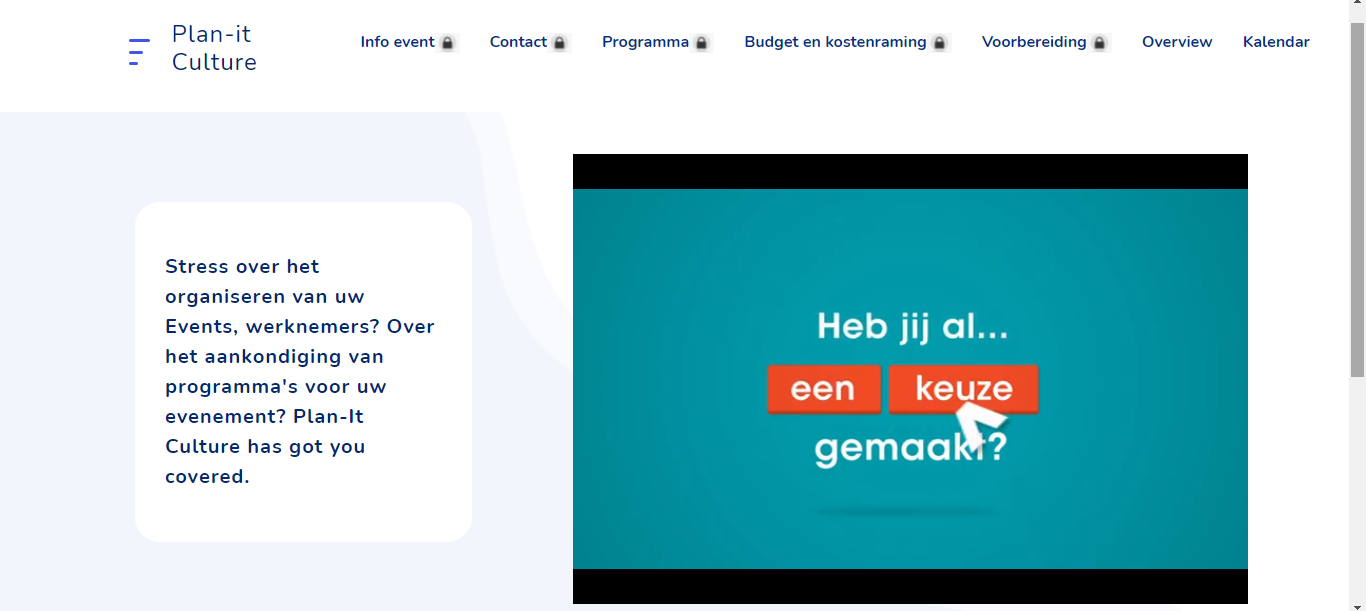 Plan-it
Culture
Info event
Contact
Programma
Budget en kostenraming
Voorbereiding
Overview
Kalendar
Stress over het
organiseren van uw
Events, werknemers? Over
het aankondiging van
programma's voor uw
evenement? Plan-It
Culture has got you
covered.
Heb jij al...
een keuze
gemaakt?